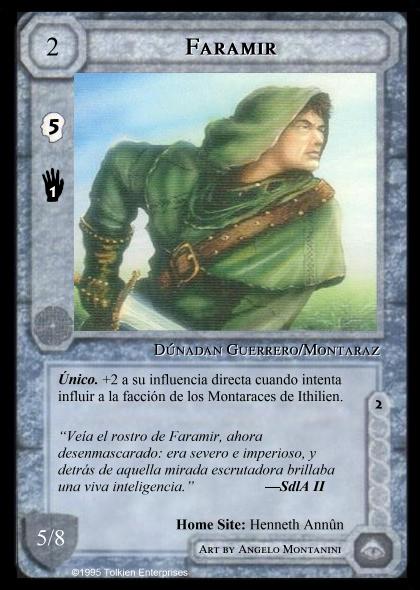 2
FARAMIR
5
1
DÚNADAN GUERRERO/MONTARAZ
Único. +2 a su influencia directa cuando intenta
influir a la facción de los Montaraces de Ithilien.
2
“Veía el rostro de Faramir, ahora
desenmascarado: era severo e imperioso, y
detrás de aquella mirada escrutadora brillaba
una viva inteligencia.” —SdlA II
Home Site: Henneth Annûn
5/8
ART BY ANGELO MONTANINI
©1995 Tolkien Enterprises